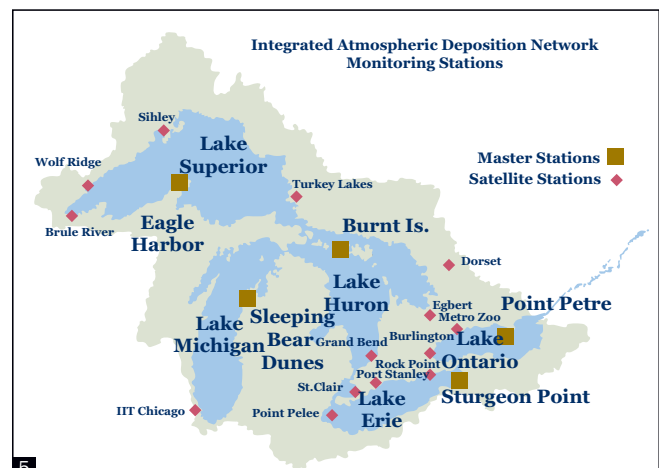 Integrated Atmospheric Deposition Network
Monitoring Stations
Sihley
Lake
Superior
Master Stations
Satellite Stations
Wolf Ridge
Turkey Lakes
Brule River
Eagle
Harbor
Burnt Is.
Dorset
Lake
Huron
Egbert
Point Petre
Metro Zoo
Sleeping
Bear
Dunes
Lake
Michigan
Grand Bend
Burlington
Lake
Ontario
Rock Point
Port Stanley
St.Clair
Lake
Erie
Sturgeon Point
IIT Chicago
Point Pelee
5